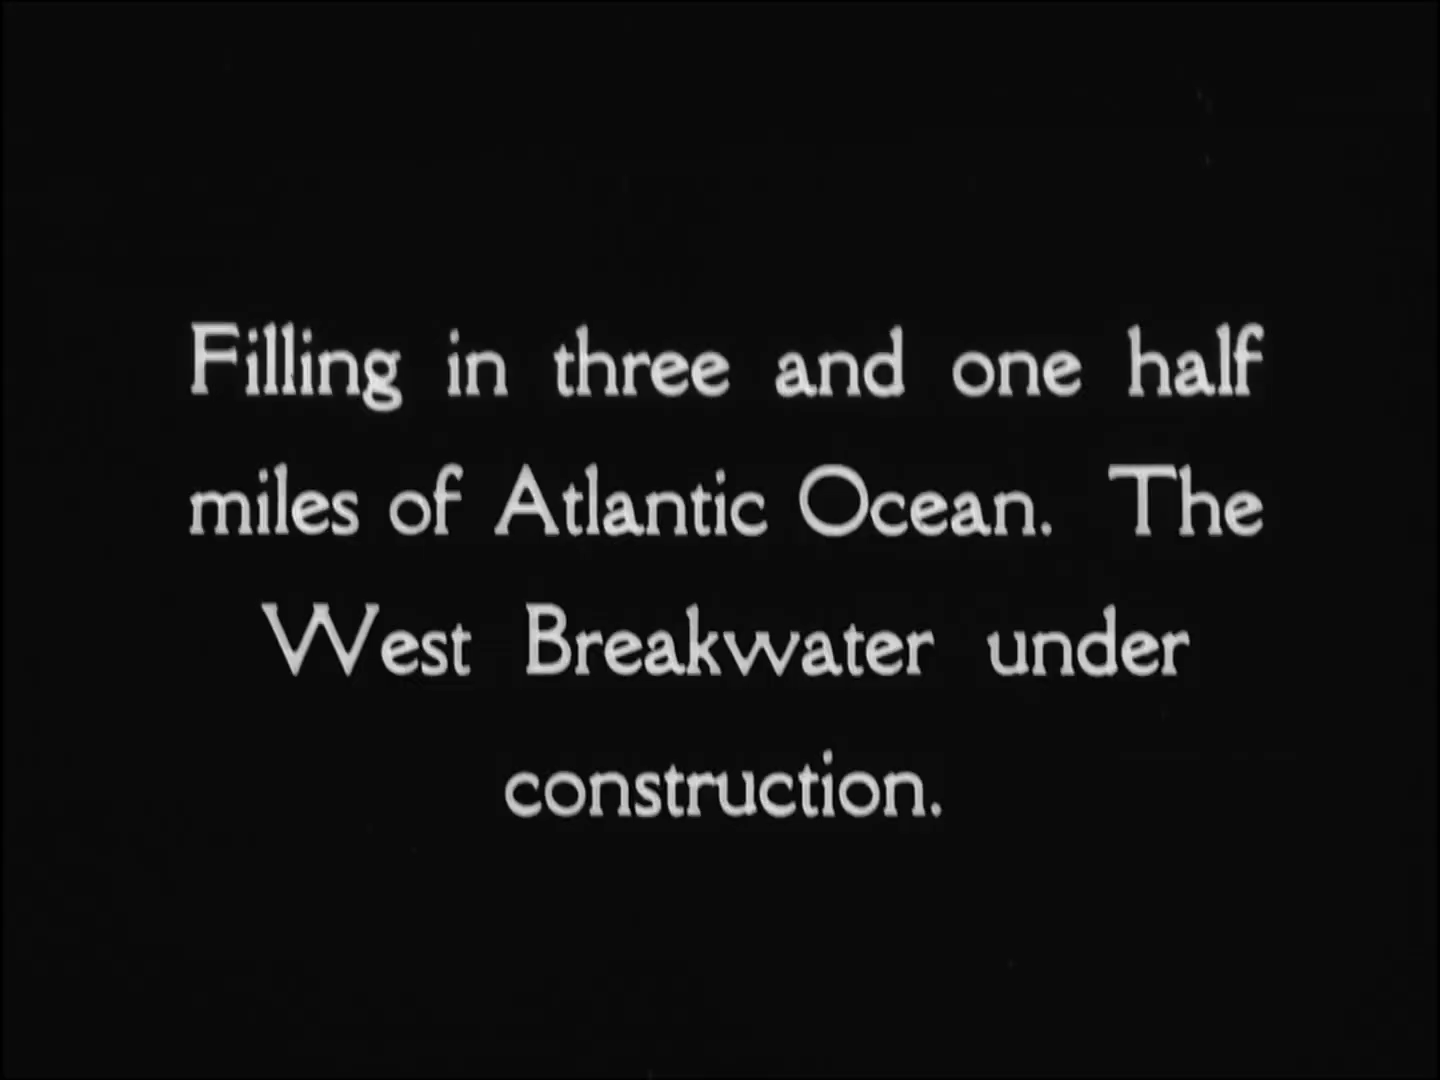 Filling in three and one half
miles of Atlantic Ocean. The
West Breakwater under
construction.